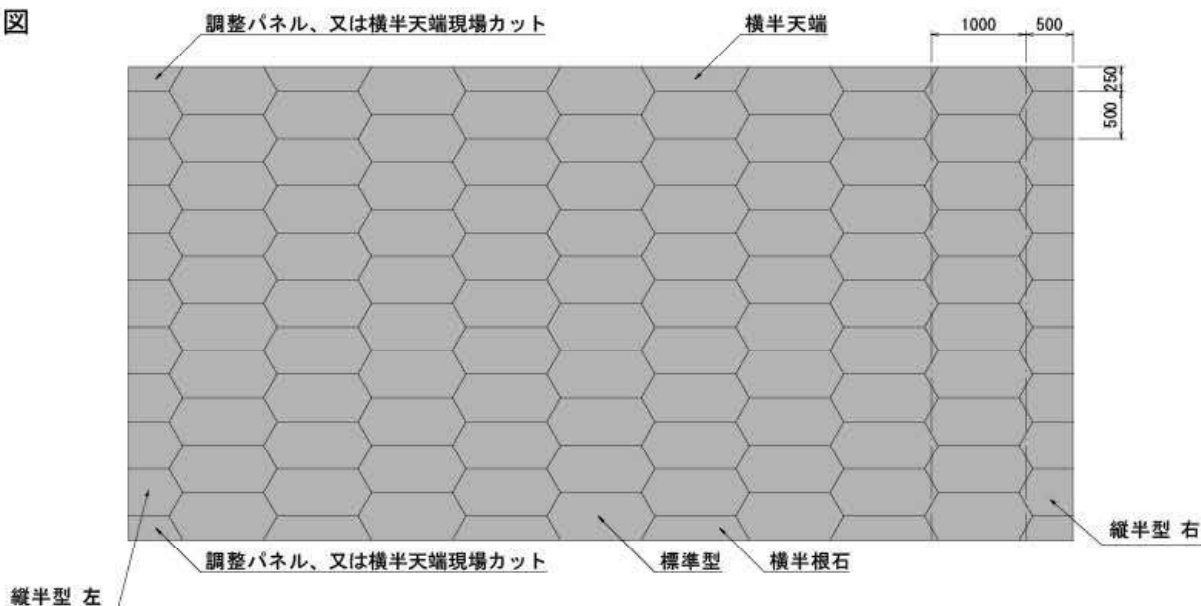 図
調整パネル、又は横半天端現場カット
横半天端
1000
500
250
500
調整パネル、又は横半天端現場カット
標準型
横半根石
縦半型 右
縦半型 左